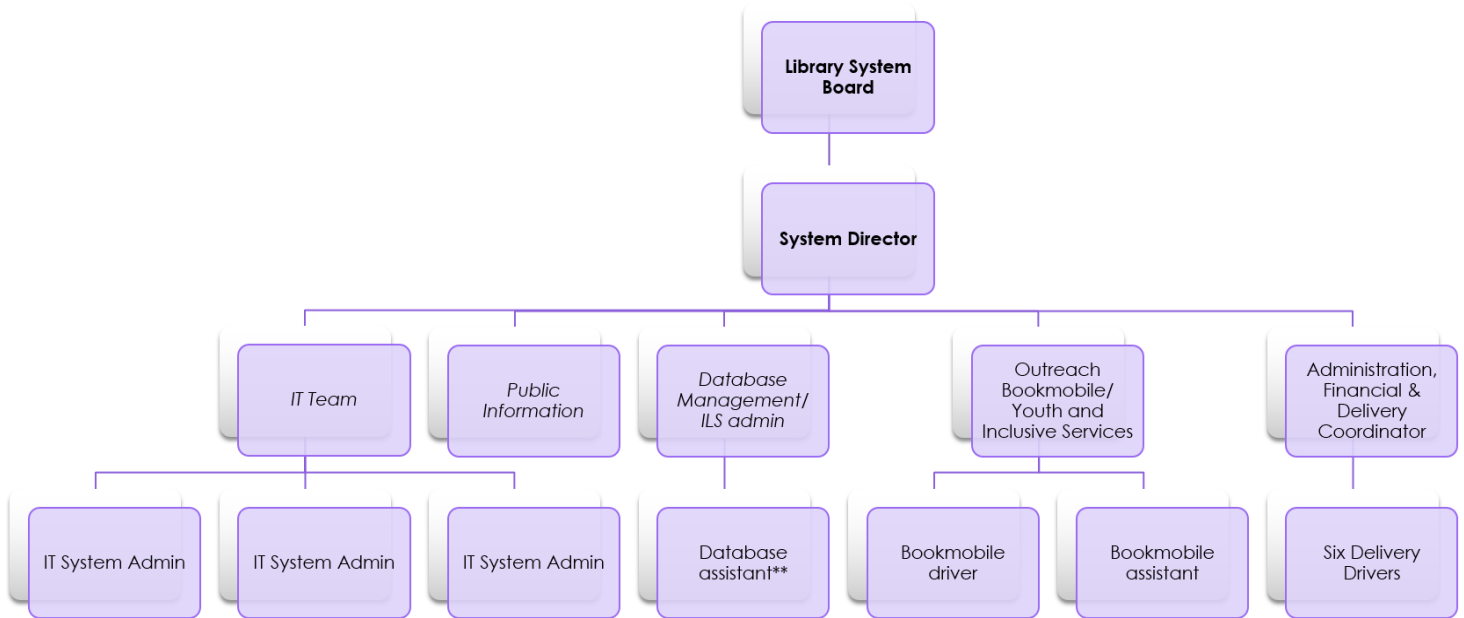 Library System
Board
System Director
IT Team
Public
Information
Database
Management/
ILS admin
Outreach
Bookmobile/
Youth and
Inclusive Services
Administration,
Financial &
Delivery
Coordinator
IT System Admin
IT System Admin
IT System Admin
Database
assistant**
Bookmobile
driver
Bookmobile
assistant
Six Delivery
Drivers